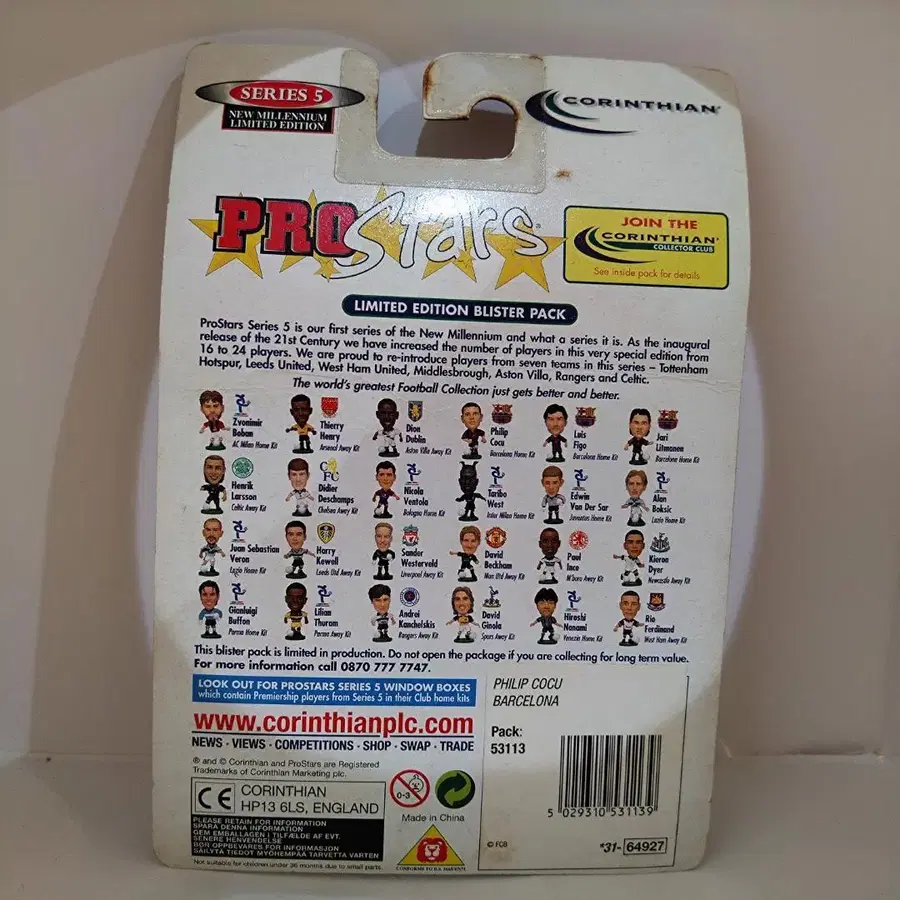 SERIES 5
NEW MILLENNIUM
LIMITED EDITION
CORINTHIAN
PRO Stars
JOIN THE
CORINTHIAN
COLLECTOR CLUB
See inside pack for details
LIMITED EDITION BLISTER PACK
ProStars Series 5 is our first series of the New Millennium and what a series it is. As the inaugural
release of the 21st Century we have increased the number of players in this very special edition from
16 to 24 players. We are proud to re-introduce players from seven teams in this series – Tottenham
Hotspur, Leeds United, West Ham United, Middlesbrough, Aston Villa, Rangers and Celtic.
The world's greatest Football Collection just gets better and better.
Zvonimir Boban AC Milan Home Kit
Thierry Henry Arsenal Away Kit
Dion Dublin Aston Villa Away Kit
Philip Cocu Barcelona Home Kit
Luis Figo Barcelona Home Kit
Jari Litmanen Barcelona Home Kit
Henrik Larsson Celtic Away Kit
CFC
Didier Deschamps Chelsea Away Kit
Nicola Ventola Bologna Home Kit
Taribo West Inter Milan Home Kit
Edwin Van Der Sar Juventus Home Kit
Alan Boksic Lazio Home Kit
Juan Sebastian Veron Lazio Home Kit
Harry Kewell Leeds Utd Away Kit
Sander Westerveld Liverpool Away Kit
David Beckham Man Utd Away Kit
Paul Ince M'boro Away Kit
Kieron Dyer Newcastle Away Kit
Gianluigi Buffon Parma Home Kit
Lilian Thuram Parma Away Kit
Andrei Kanchelskis Rangers Away Kit
David Ginola Spurs Away Kit
Hiroshi Nanami Venezia Home Kit
Rio Ferdinand West Ham Away Kit
This blister pack is limited in production. Do not open the package if you are collecting for long term value.
For more information call 0870 777 7747.
LOOK OUT FOR PROSTARS SERIES 5 WINDOW BOXES
which contain Premiership players from Series 5 in their Club home kits
www.corinthianplc.com
NEWS · VIEWS · COMPETITIONS · SHOP · SWAP · TRADE
® and © Corinthian and ProStars are Registered
Trademarks of Corinthian Marketing plc.
CE CORINTHIAN
HP13 6LS, ENGLAND
PLEASE RETAIN FOR INFORMATION
SPARA DENNA INFORMATION
GEM EMBALLAGEN I TILFÆLDE AF EVT.
SENERE HENVENDELSE
BØR OPPBEVARES FOR INFORMASJON
SÄILYTÄ TIEDOT MYÖHEMPÄÄ TARVETTA VARTEN
Not suitable for children under 36 months due to small parts.
0-3
Made in China
CONFORMS TO B.S. EN71/HD271
PHILIP COCU
BARCELONA
Pack:
53113
5 029310 531139
© FCB
*31- 64927